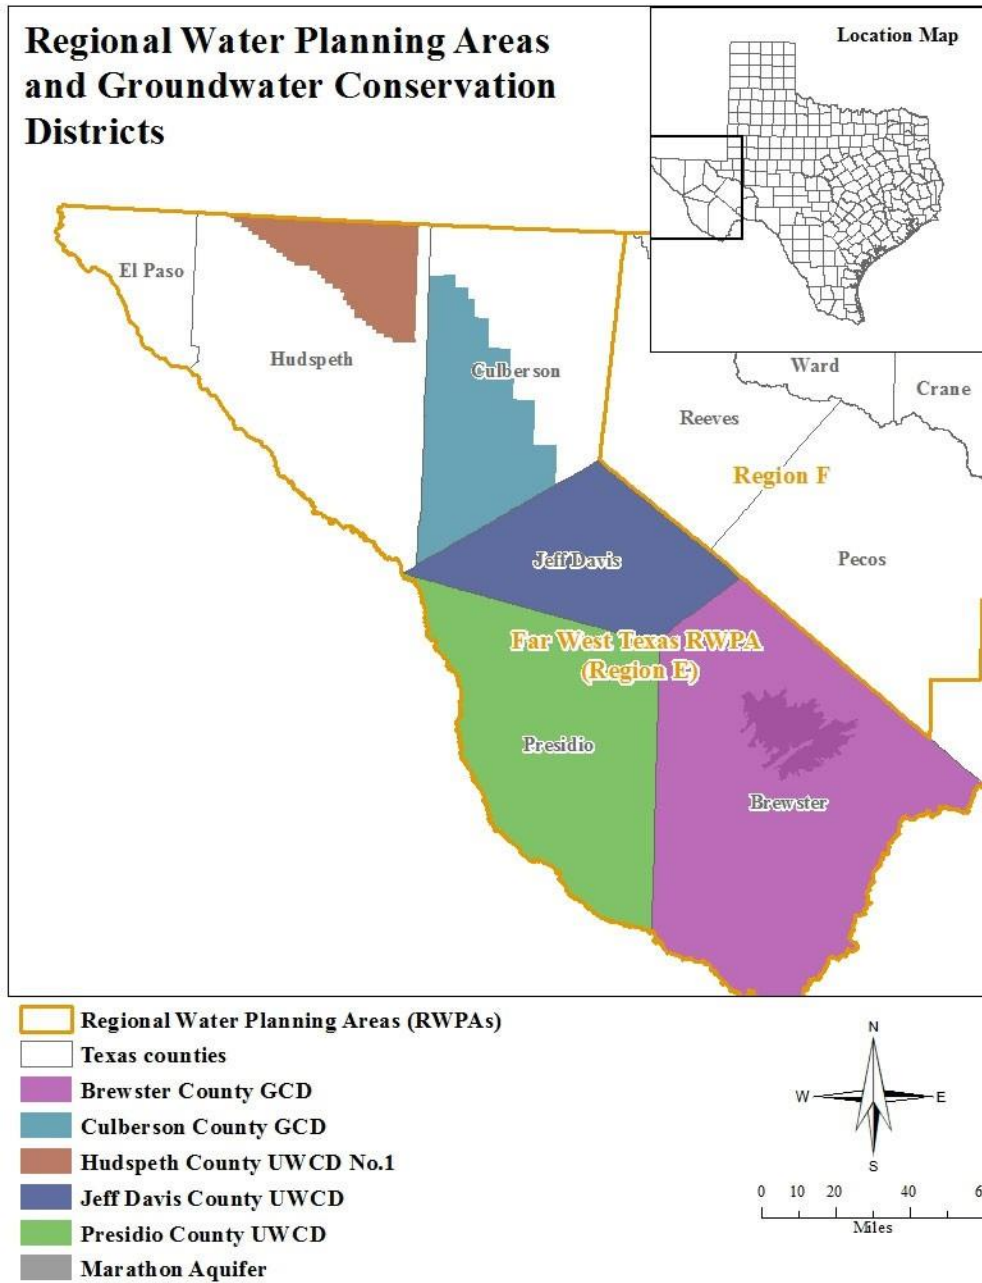 Regional Water Planning Areas
and Groundwater Conservation
Districts
Location Map
El Paso
Hudspeth
Culberson
Ward
Crane
Reeves
Region F
Jeff Davis
Pecos
Far West Texas RWPA
(Region E)
Presidio
Brewster
Regional Water Planning Areas (RWPAs)
Texas counties
Brewster County GCD
Culberson County GCD
Hudspeth County UWCD No.1
Jeff Davis County UWCD
Presidio County UWCD
Marathon Aquifer
N
W E
S
0 10 20 40 6
Miles